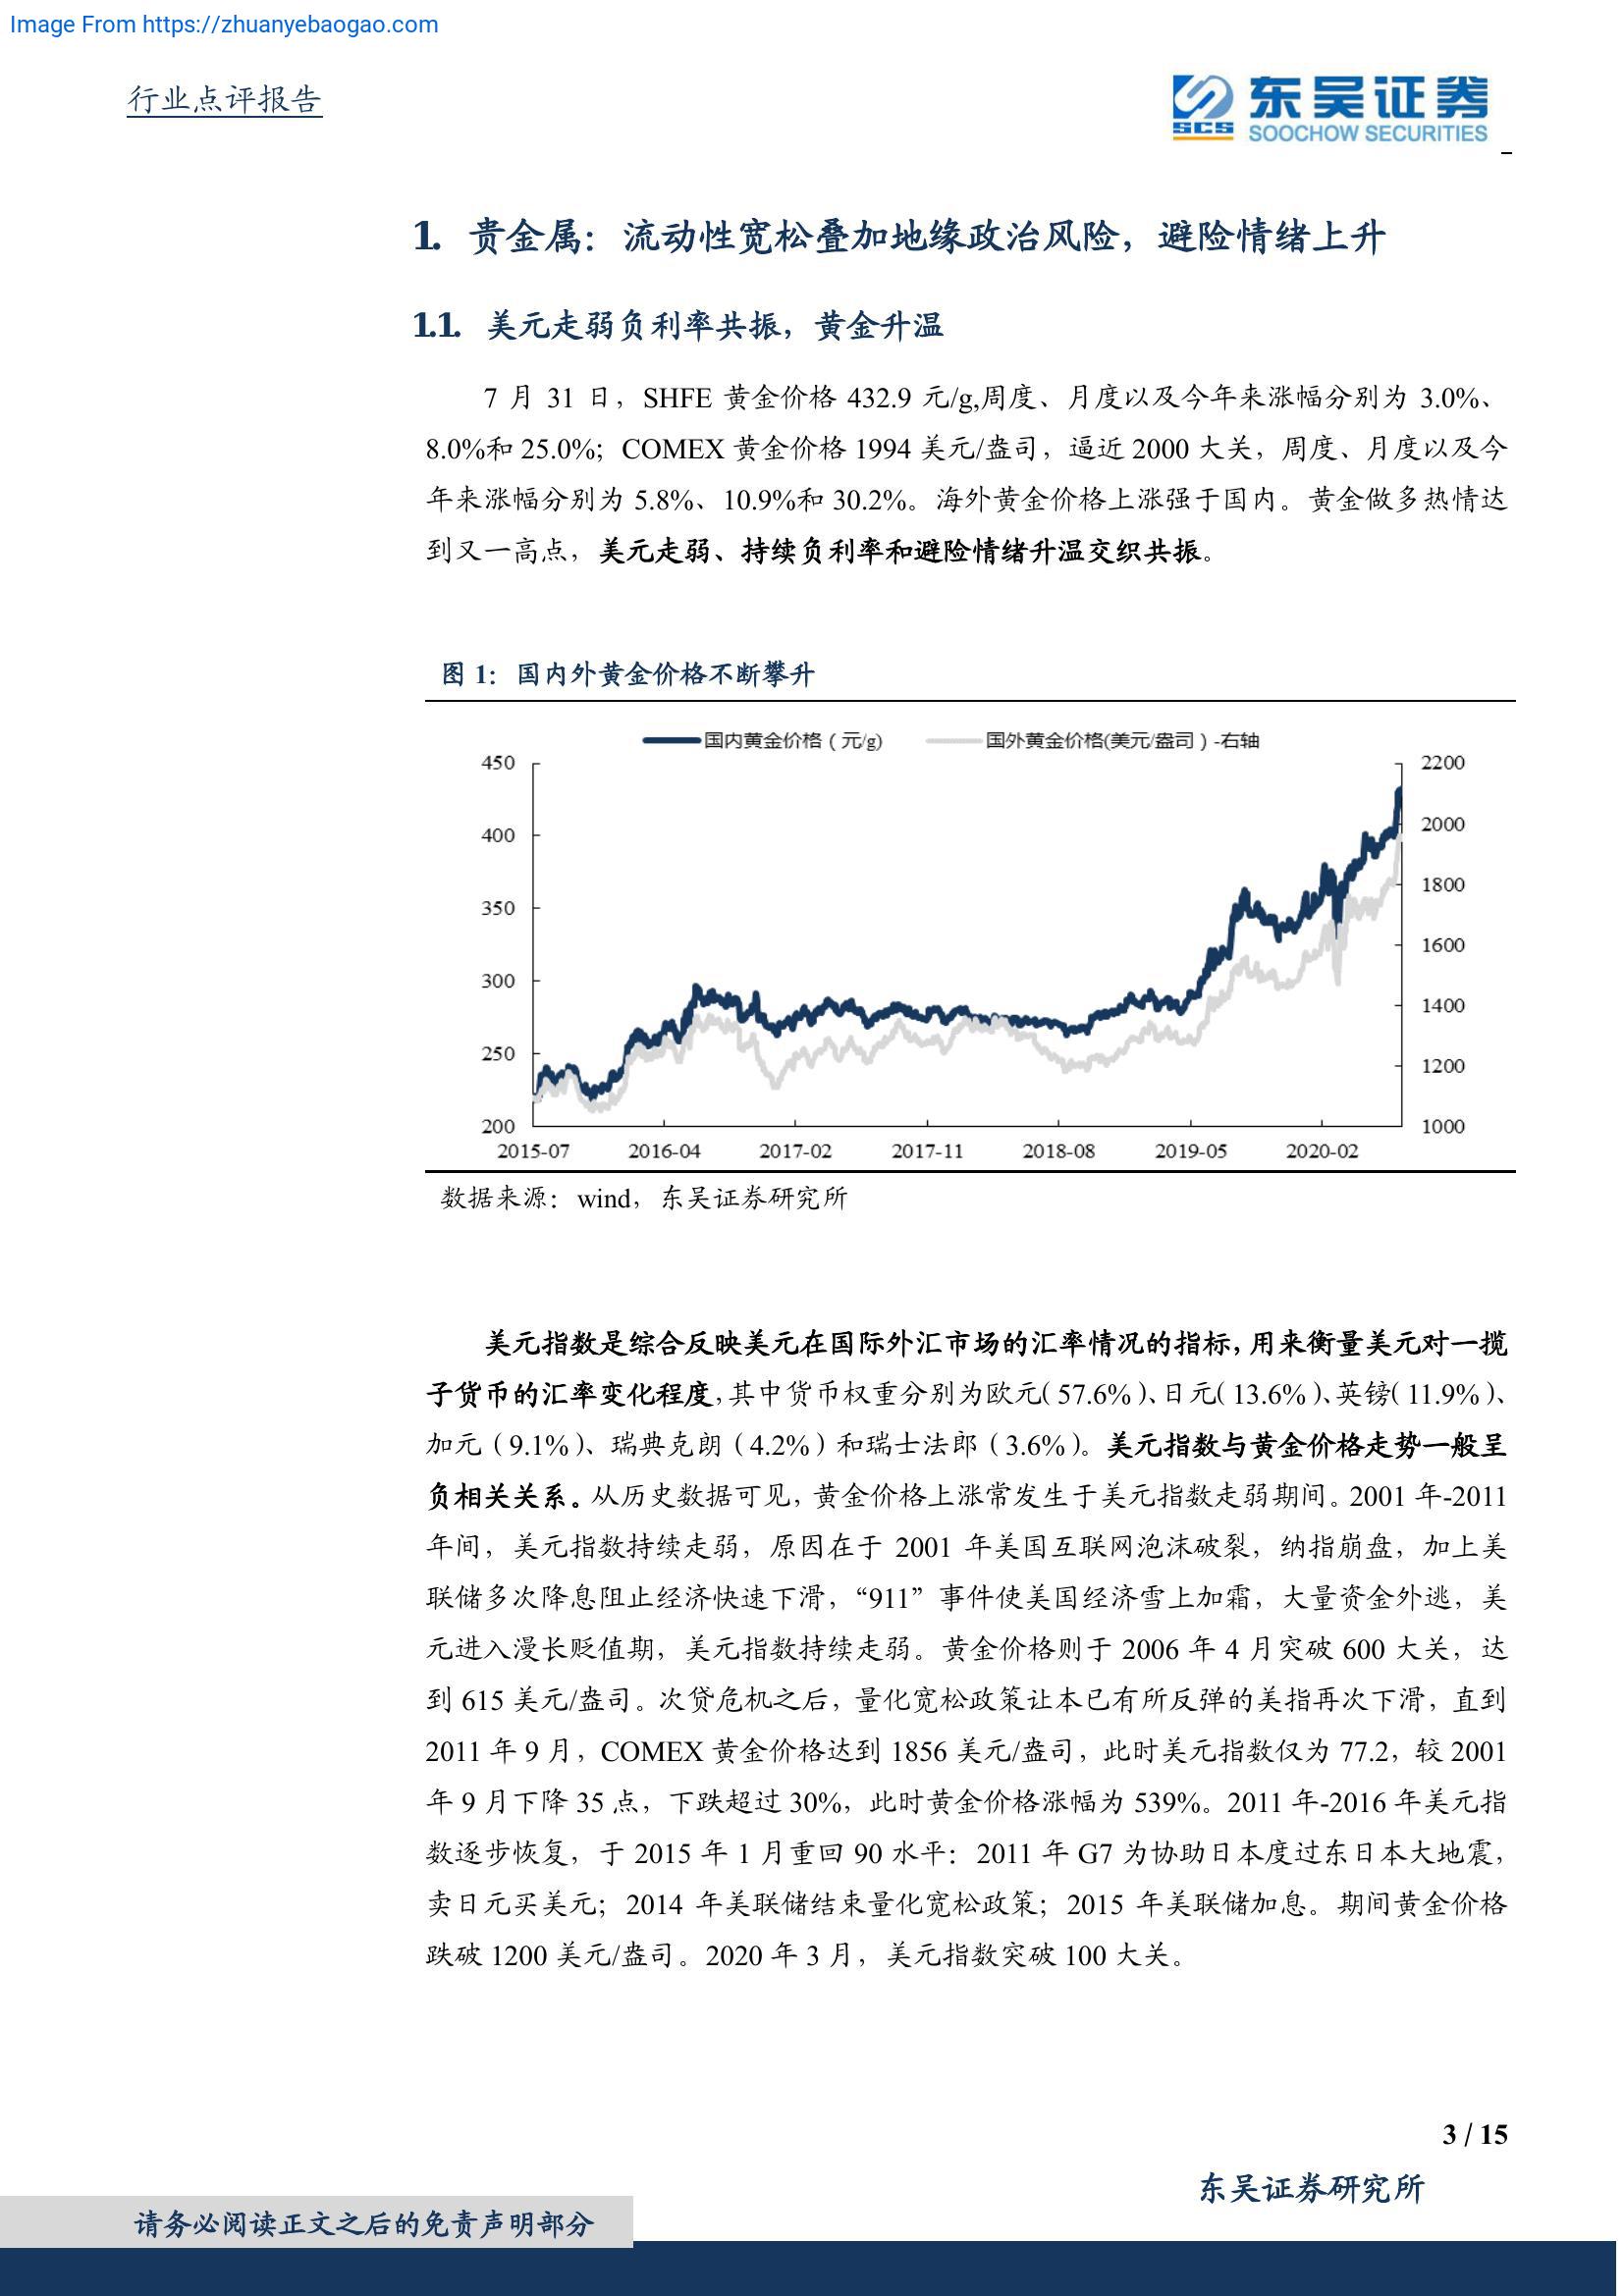 Image From https://zhuanyebaogao.com
行业点评报告
SCS
东吴证券
SOOCHOW SECURITIES
1. 贵金属：流动性宽松叠加地缘政治风险，避险情绪上升
1.1. 美元走弱负利率共振，黄金升温
7 月 31 日，SHFE 黄金价格 432.9 元/g,周度、月度以及今年来涨幅分别为 3.0%、
8.0%和 25.0%；COMEX 黄金价格 1994 美元/盎司，逼近 2000 大关，周度、月度以及今
年来涨幅分别为 5.8%、10.9%和 30.2%。海外黄金价格上涨强于国内。黄金做多热情达
到又一高点，美元走弱、持续负利率和避险情绪升温交织共振。
图 1：国内外黄金价格不断攀升
国内黄金价格（元/g) 国外黄金价格(美元/盎司）-右轴
450 2200
400 2000
350 1800
300 1600
250 1400
200 1200
1000
2015-07 2016-04 2017-02 2017-11 2018-08 2019-05 2020-02
数据来源：wind，东吴证券研究所
美元指数是综合反映美元在国际外汇市场的汇率情况的指标，用来衡量美元对一揽
子货币的汇率变化程度，其中货币权重分别为欧元（57.6%）、日元（13.6%）、英镑（11.9%）、
加元（9.1%）、瑞典克朗（4.2%）和瑞士法郎（3.6%）。美元指数与黄金价格走势一般呈
负相关关系。从历史数据可见，黄金价格上涨常发生于美元指数走弱期间。2001 年-2011
年间，美元指数持续走弱，原因在于 2001 年美国互联网泡沫破裂，纳指崩盘，加上美
联储多次降息阻止经济快速下滑，“911”事件使美国经济雪上加霜，大量资金外逃，美
元进入漫长贬值期，美元指数持续走弱。黄金价格则于 2006 年 4 月突破 600 大关，达
到 615 美元/盎司。次贷危机之后，量化宽松政策让本已有所反弹的美指再次下滑，直到
2011 年 9 月，COMEX 黄金价格达到 1856 美元/盎司，此时美元指数仅为 77.2，较 2001
年 9 月下降 35 点，下跌超过 30%，此时黄金价格涨幅为 539%。2011 年-2016 年美元指
数逐步恢复，于 2015 年 1 月重回 90 水平：2011 年 G7 为协助日本度过东日本大地震，
卖日元买美元；2014 年美联储结束量化宽松政策；2015 年美联储加息。期间黄金价格
跌破 1200 美元/盎司。2020 年 3 月，美元指数突破 100 大关。
3 / 15
东吴证券研究所
请务必阅读正文之后的免责声明部分